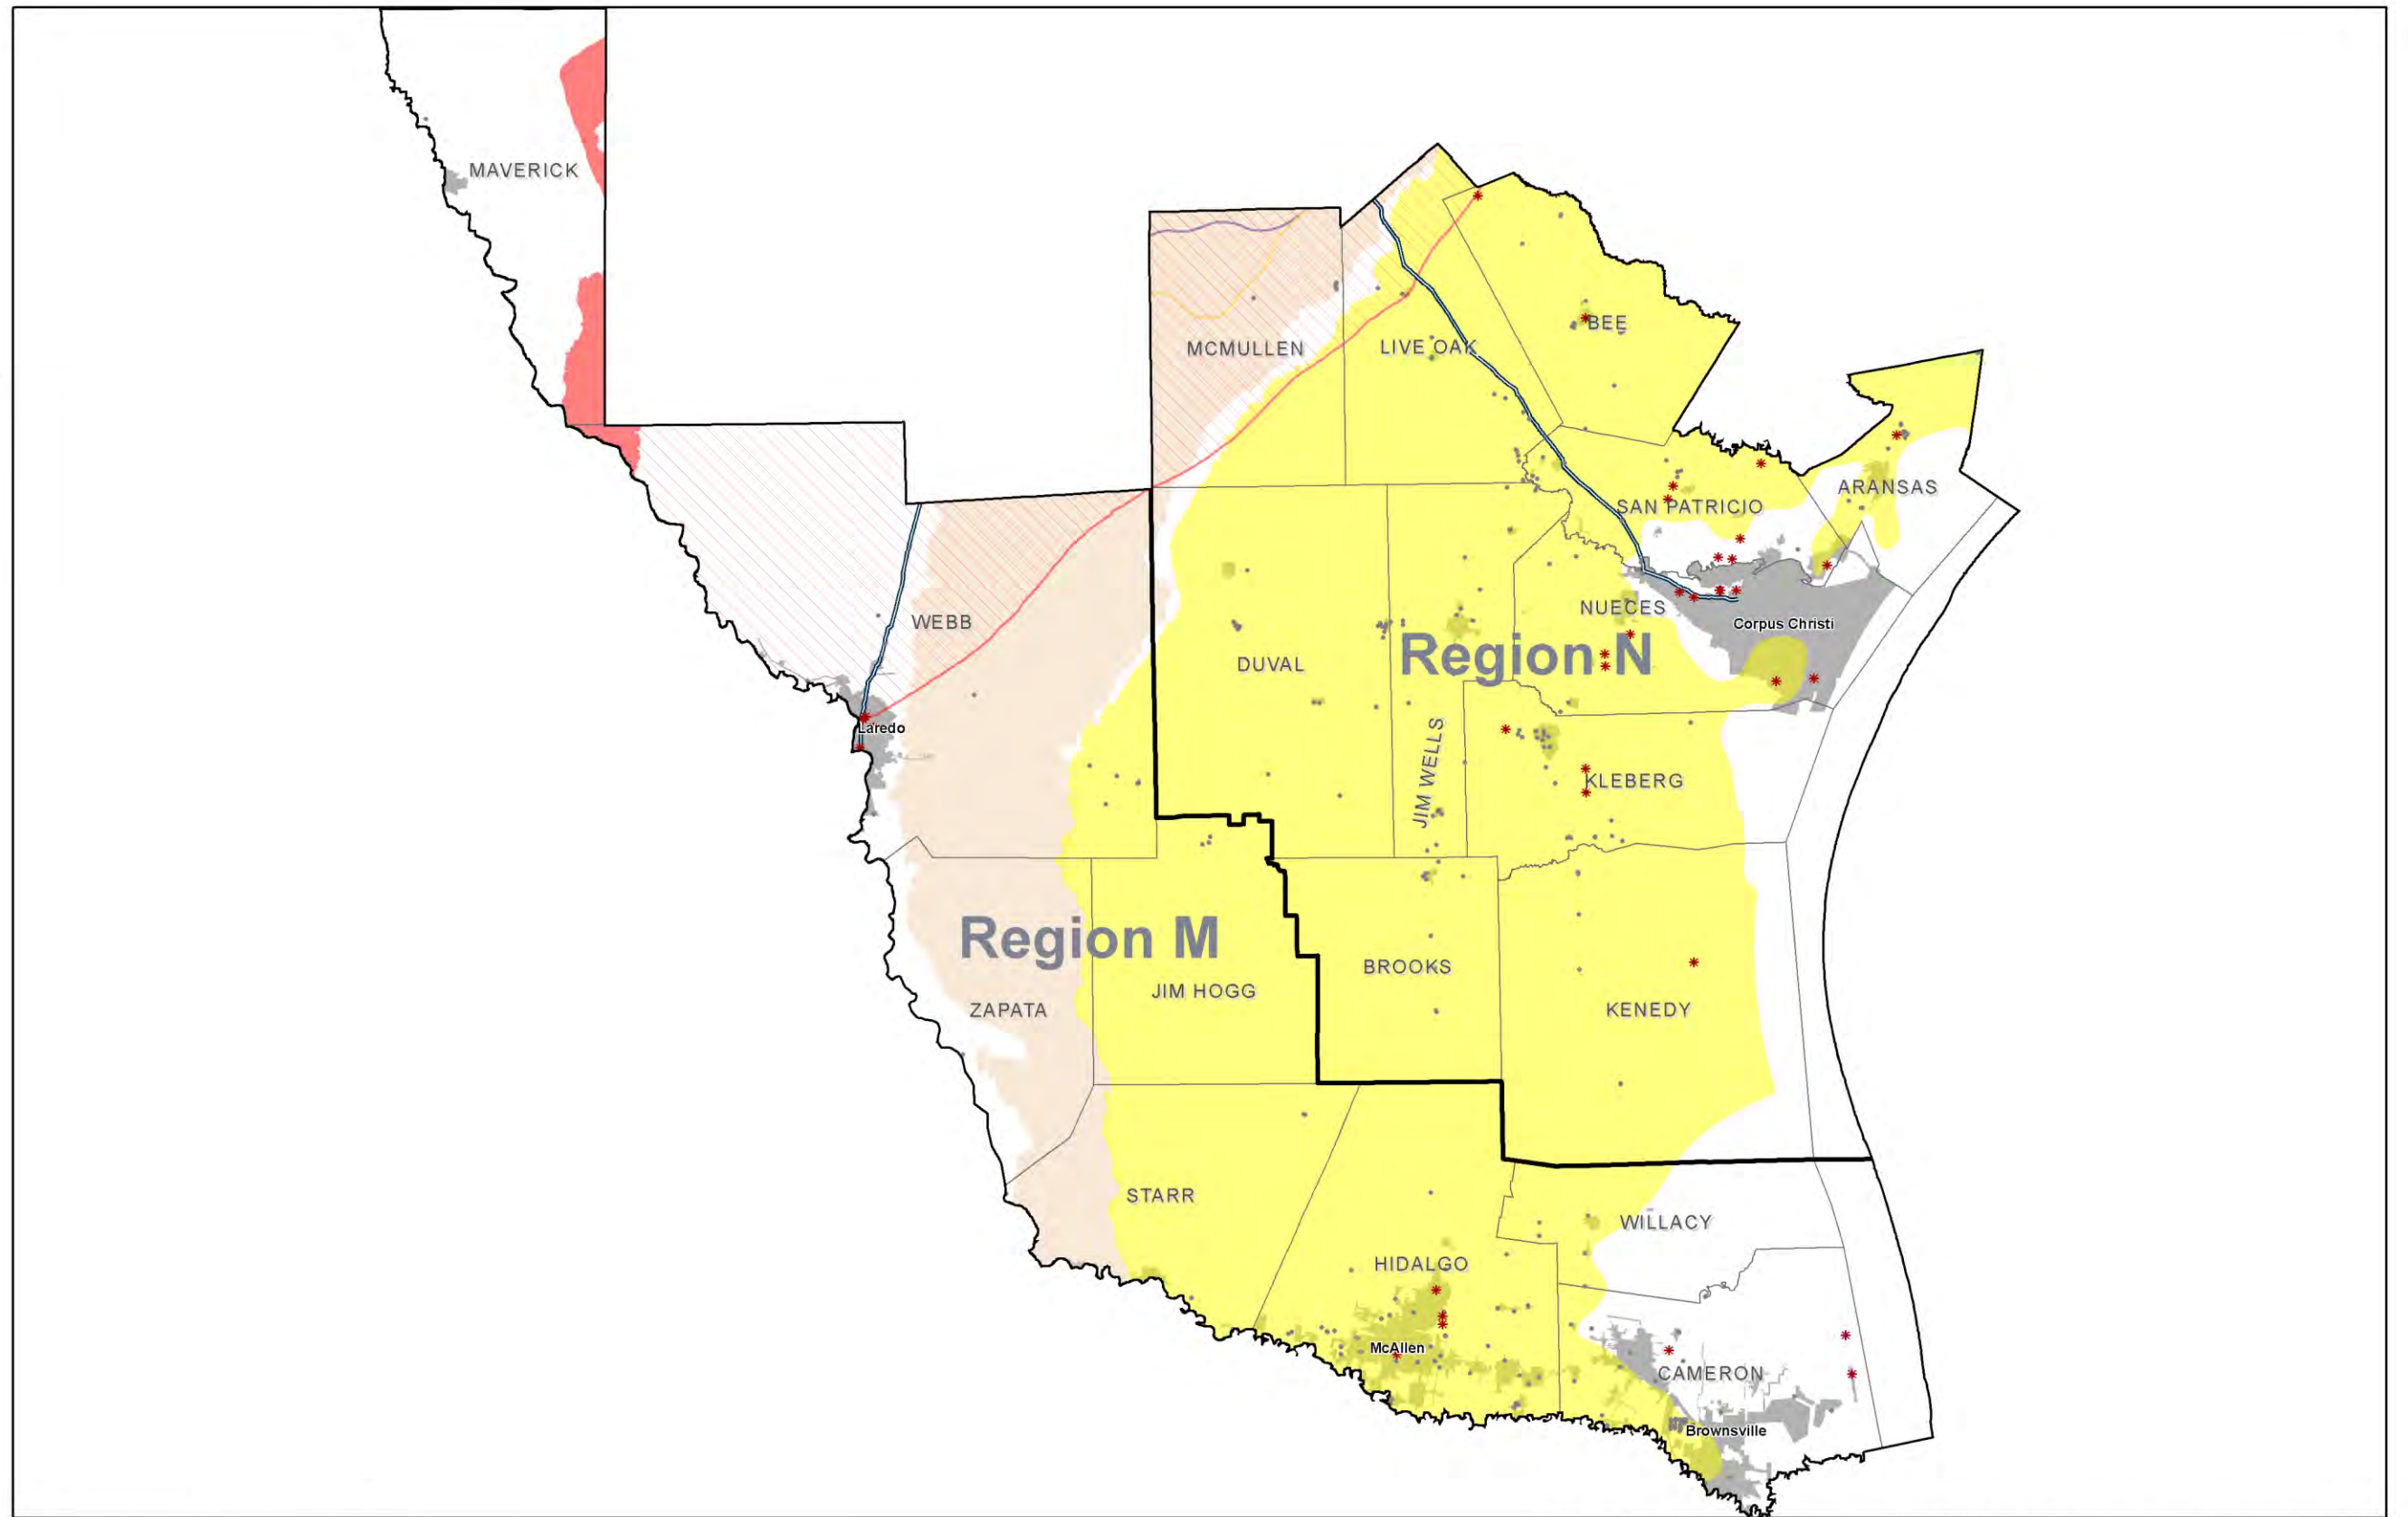 MAVERICK
BEE
MCMULLEN
LIVE OAK
ARANSAS
SAN PATRICIO
NUECES
WEBB
Corpus Christi
Region N
DUVAL
Laredo
JIM WELLS
KLEBERG
Region M
BROOKS
JIM HOGG
ZAPATA
KENEDY
STARR
WILLACY
HIDALGO
McAllen
CAMERON
Brownsville